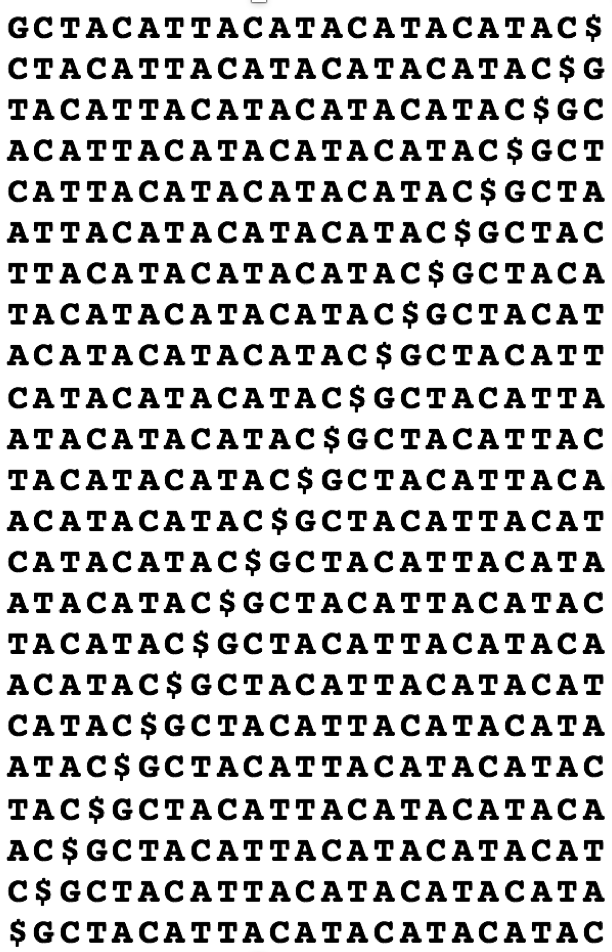 GCTACATTACATACATACATAC$
CTACATTACATACATACATAC$G
TACATTACATACATACATAC$GC
ACATTACATACATACATAC$GCT
CATTACATACATACATAC$GCTA
ATTACATACATACATAC$GCTAC
TTACATACATACATAC$GCTACA
TACATACATACATAC$GCTACAT
ACATACATACATAC$GCTACATT
CATACATACATAC$GCTACATTA
ATACATACATAC$GCTACATTAC
TACATACATAC$GCTACATTACA
ACATACATAC$GCTACATTACAT
CATACATAC$GCTACATTACATA
ATACATAC$GCTACATTACATAC
TACATAC$GCTACATTACATACA
ACATAC$GCTACATTACATACAT
CATAC$GCTACATTACATACATA
ATAC$GCTACATTACATACATAC
TAC$GCTACATTACATACATACA
AC$GCTACATTACATACATACAT
C$GCTACATTACATACATACATA
$GCTACATTACATACATACATAC